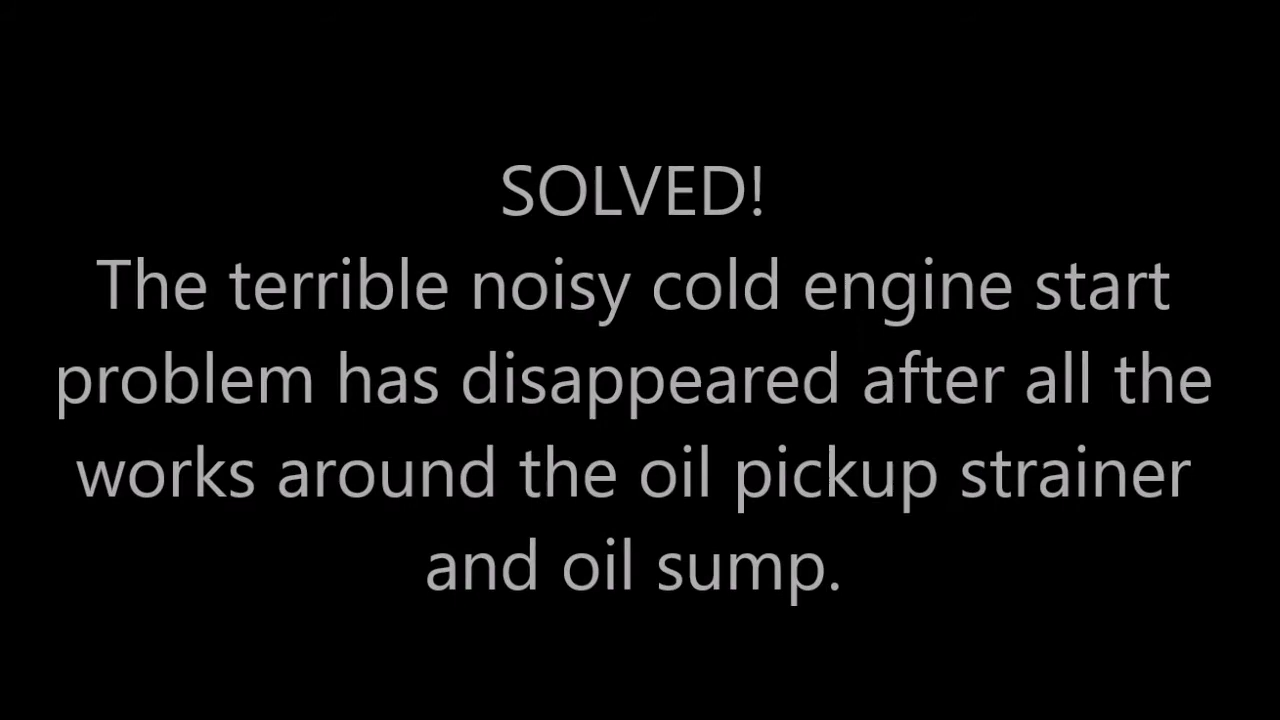 SOLVED!
The terrible noisy cold engine start
problem has disappeared after all the
works around the oil pickup strainer
and oil sump.